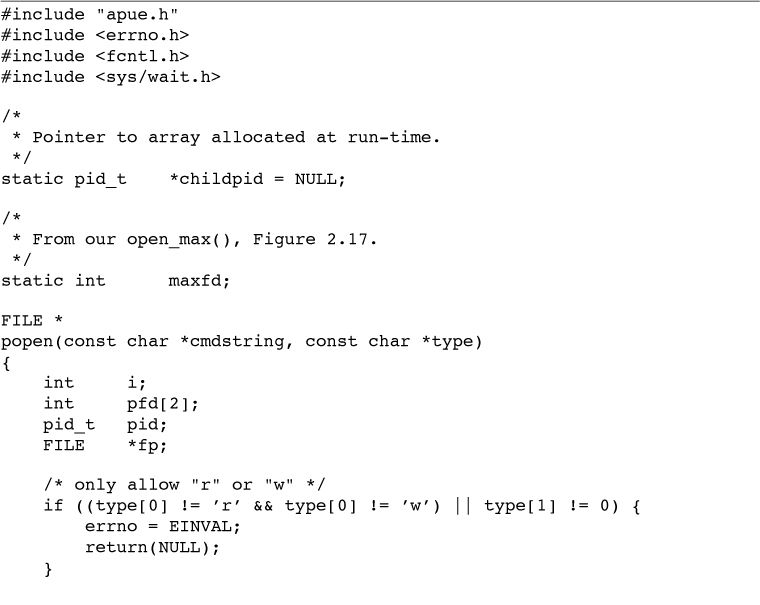 #include "apue.h"
#include <errno.h>
#include <fcntl.h>
#include <sys/wait.h>

/*
 * Pointer to array allocated at run-time.
 */
static pid_t    *childpid = NULL;

/*
 * From our open_max(), Figure 2.17.
 */
static int      maxfd;

FILE *
popen(const char *cmdstring, const char *type)
{
    int     i;
    int     pfd[2];
    pid_t   pid;
    FILE    *fp;

    /* only allow "r" or "w" */
    if ((type[0] != ’r’ && type[0] != ’w’) || type[1] != 0) {
        errno = EINVAL;
        return(NULL);
    }